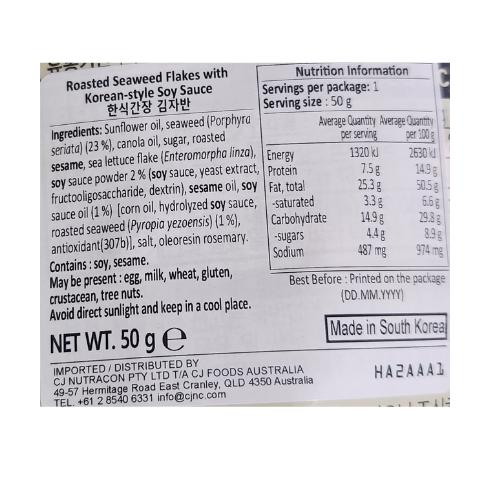 Roasted Seaweed Flakes with
Korean-style Soy Sauce
한식간장 김자반
Ingredients: Sunflower oil, seaweed (Porphyra
seriata) (23 %), canola oil, sugar, roasted
sesame, sea lettuce flake (Enteromorpha linza),
soy sauce powder 2 % (soy sauce, yeast extract,
fructooligosaccharide, dextrin), sesame oil, soy
sauce oil (1 %) [corn oil, hydrolyzed soy sauce,
roasted seaweed (Pyropia yezoensis) (1 %),
antioxidant(307b)], salt, oleoresin rosemary.
Contains : soy, sesame.
May be present : egg, milk, wheat, gluten,
crustacean, tree nuts.
Avoid direct sunlight and keep in a cool place.
NET WT. 50 g ℮
IMPORTED / DISTRIBUTED BY
CJ NUTRACON PTY LTD T/A CJ FOODS AUSTRALIA
49-57 Hermitage Road East Cranley, QLD 4350 Australia
TEL. +61 2 8540 6331 info@cjnc.com
Nutrition Information
Servings per package: 1
Serving size : 50 g
Average Quantity Average Quantity
per serving per 100 g
Energy 1320 kJ 2630 kJ
Protein 7.5 g 14.9 g
Fat, total 25.3 g 50.5 g
-saturated 3.3 g 6.6 g
Carbohydrate 14.9 g 29.8 g
-sugars 4.4 g 8.9 g
Sodium 487 mg 974 mg
Best Before : Printed on the package
(DD.MM.YYYY)
Made in South Korea
HA2AAA1